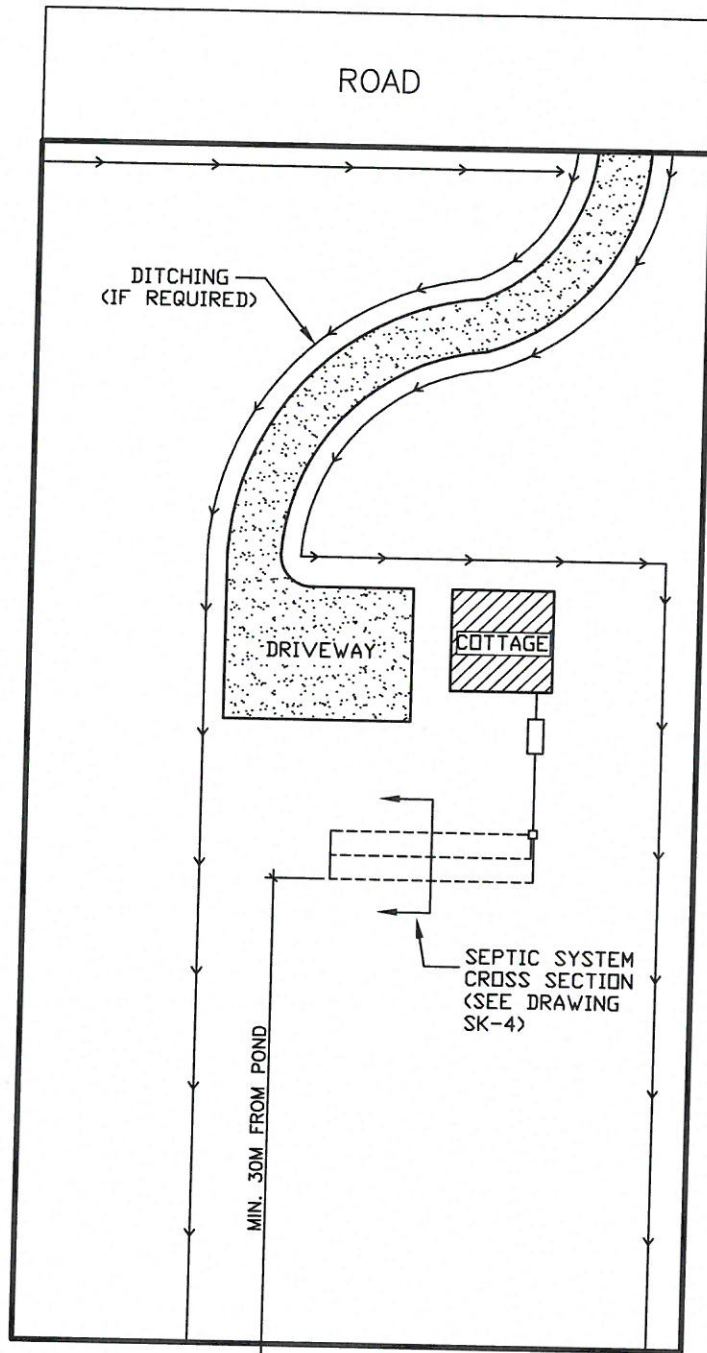 ROAD
DITCHING
(IF REQUIRED)
DRIVEWAY
COTTAGE
SEPTIC SYSTEM
CROSS SECTION
(SEE DRAWING
SK-4)
MIN. 30M FROM POND